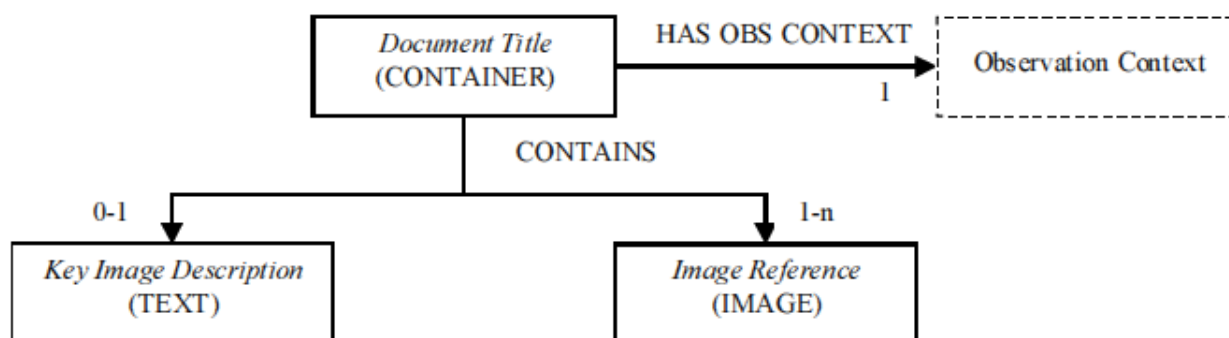 Document Title
(CONTAINER)
HAS OBS CONTEXT
1
Observation Context
CONTAINS
0-1
1-n
Key Image Description
(TEXT)
Image Reference
(IMAGE)